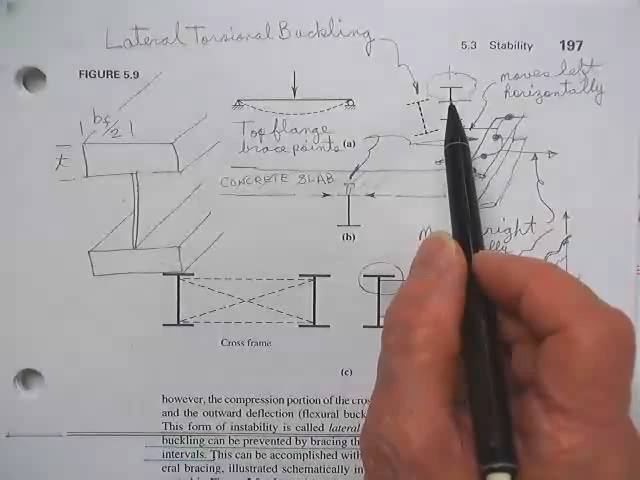 Lateral Torsional Buckling
5.3 Stability 197
FIGURE 5.9
moves left
horizontally
bf/2
t
Top flange
brace points
(a)
CONCRETE SLAB
(b)
right
Cross frame
(c)
however, the compression portion of the cros
and the outward deflection (flexural buck
This form of instability is called lateral
buckling can be prevented by bracing th
intervals. This can be accomplished with
eral bracing, illustrated schematically in